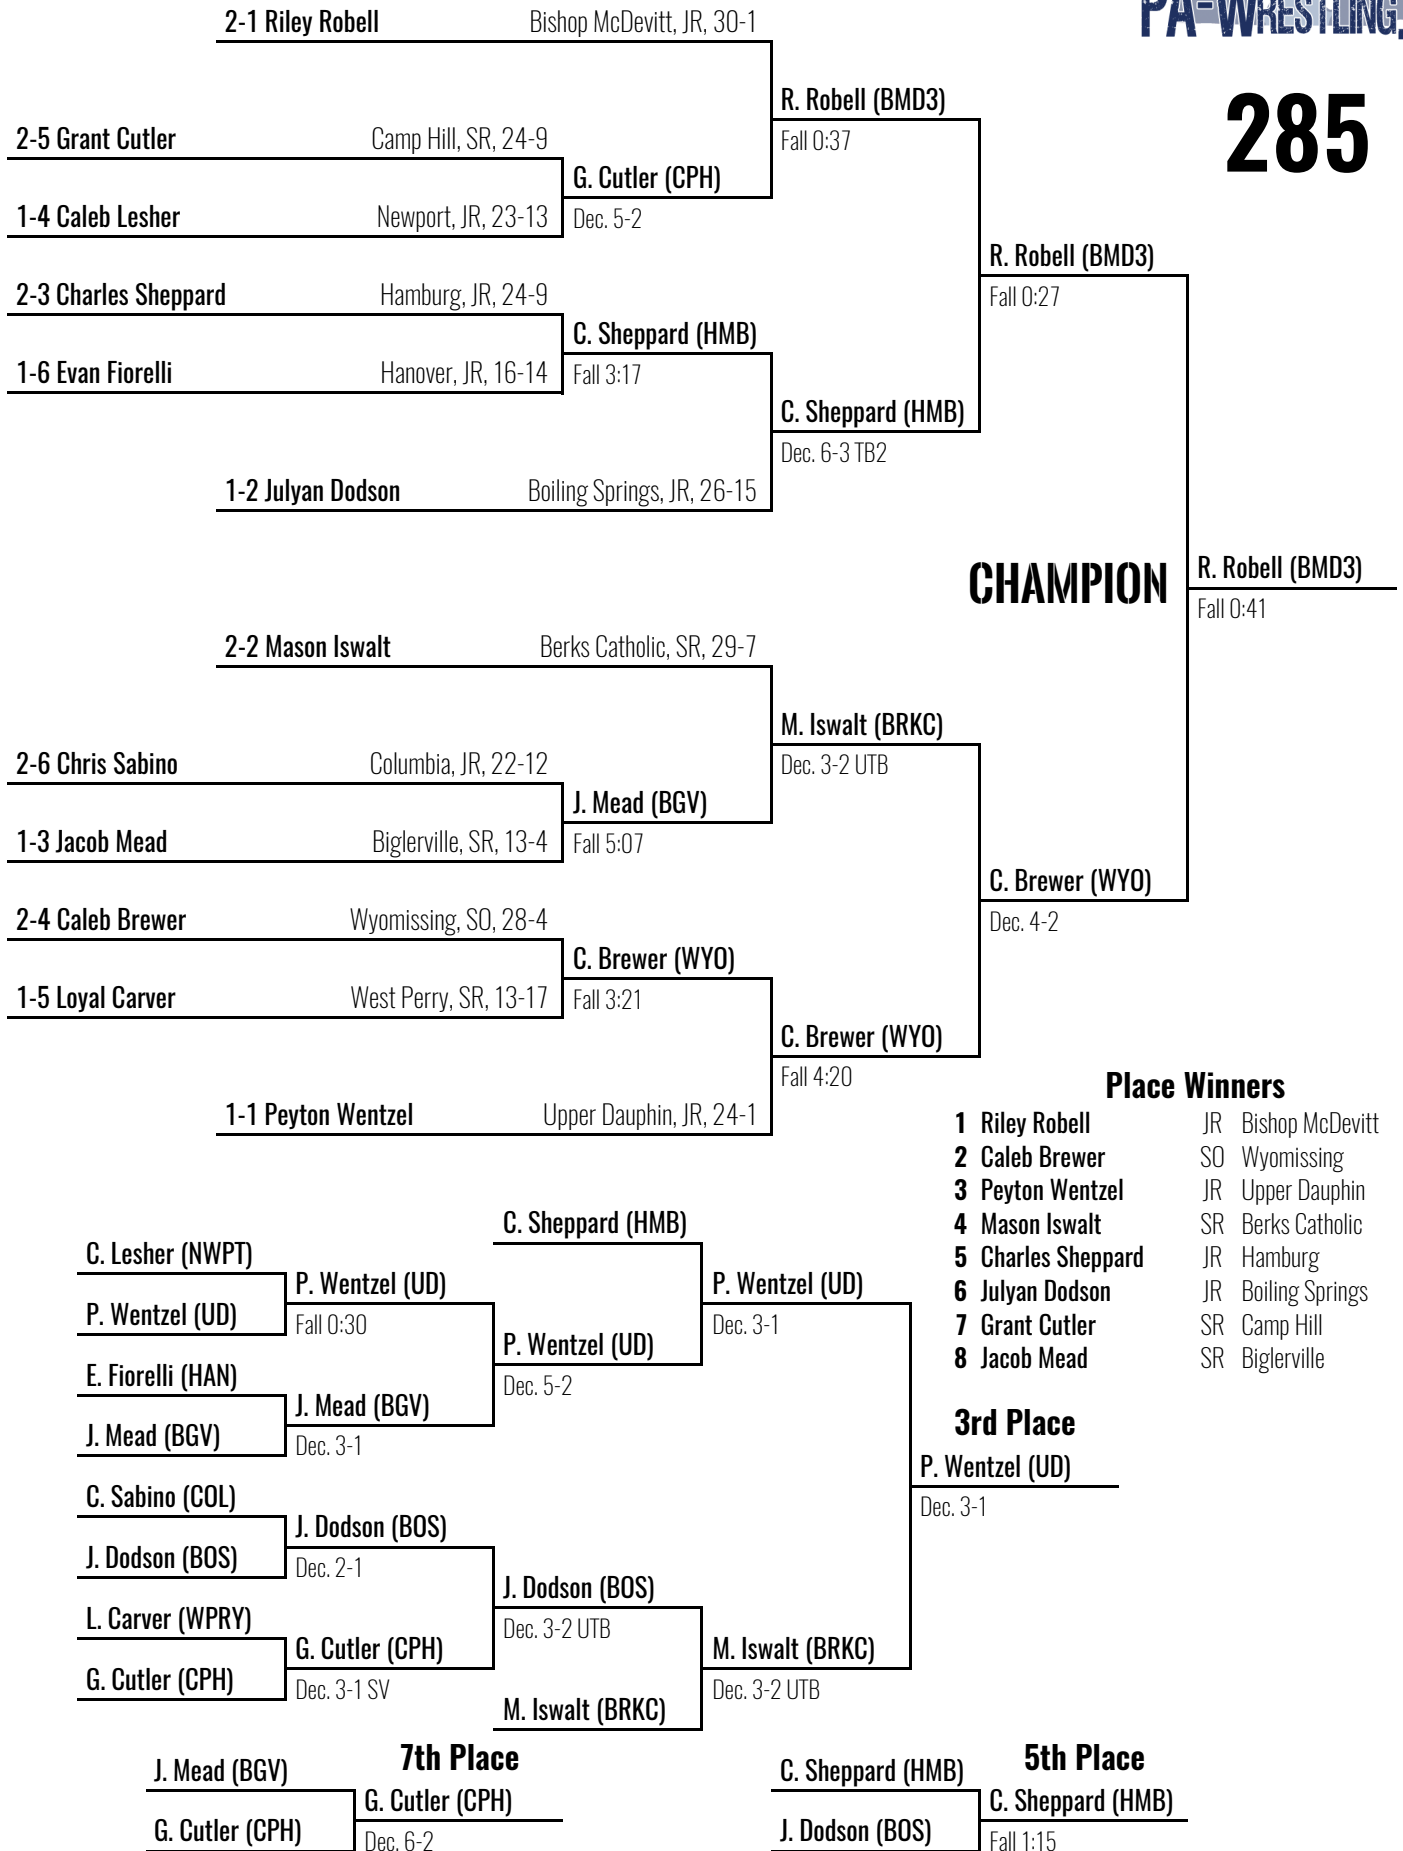 PA-WRESTLING.
285
2-1 Riley Robell Bishop McDevitt, JR, 30-1
R. Robell (BMD3)
Fall 0:37
2-5 Grant Cutler Camp Hill, SR, 24-9
G. Cutler (CPH)
Dec. 5-2
1-4 Caleb Lesher Newport, JR, 23-13
R. Robell (BMD3)
Fall 0:27
2-3 Charles Sheppard Hamburg, JR, 24-9
C. Sheppard (HMB)
Fall 3:17
1-6 Evan Fiorelli Hanover, JR, 16-14
C. Sheppard (HMB)
Dec. 6-3 TB2
1-2 Julyan Dodson Boiling Springs, JR, 26-15
CHAMPION
R. Robell (BMD3)
Fall 0:41
2-2 Mason Iswalt Berks Catholic, SR, 29-7
M. Iswalt (BRKC)
Dec. 3-2 UTB
2-6 Chris Sabino Columbia, JR, 22-12
J. Mead (BGV)
Fall 5:07
1-3 Jacob Mead Biglerville, SR, 13-4
C. Brewer (WYO)
Dec. 4-2
2-4 Caleb Brewer Wyomissing, SO, 28-4
C. Brewer (WYO)
Fall 3:21
1-5 Loyal Carver West Perry, SR, 13-17
C. Brewer (WYO)
Fall 4:20
1-1 Peyton Wentzel Upper Dauphin, JR, 24-1
Place Winners
1 Riley Robell JR Bishop McDevitt
2 Caleb Brewer SO Wyomissing
3 Peyton Wentzel JR Upper Dauphin
4 Mason Iswalt SR Berks Catholic
5 Charles Sheppard JR Hamburg
6 Julyan Dodson JR Boiling Springs
7 Grant Cutler SR Camp Hill
8 Jacob Mead SR Biglerville
C. Sheppard (HMB)
C. Lesher (NWPT)
P. Wentzel (UD)
Fall 0:30
P. Wentzel (UD)
P. Wentzel (UD)
Dec. 3-1
P. Wentzel (UD)
Dec. 5-2
E. Fiorelli (HAN)
J. Mead (BGV)
Dec. 3-1
J. Mead (BGV)
3rd Place
P. Wentzel (UD)
Dec. 3-1
C. Sabino (COL)
J. Dodson (BOS)
Dec. 2-1
J. Dodson (BOS)
J. Dodson (BOS)
Dec. 3-2 UTB
L. Carver (WPRY)
G. Cutler (CPH)
Dec. 3-1 SV
G. Cutler (CPH)
M. Iswalt (BRKC)
Dec. 3-2 UTB
M. Iswalt (BRKC)
7th Place
J. Mead (BGV)
G. Cutler (CPH)
Dec. 6-2
G. Cutler (CPH)
5th Place
C. Sheppard (HMB)
C. Sheppard (HMB)
Fall 1:15
J. Dodson (BOS)